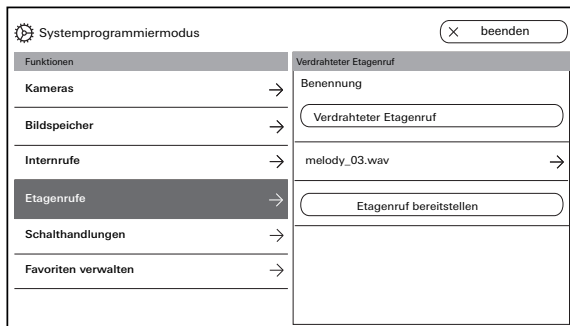 Systemprogrammiermodus
beenden
Funktionen
Kameras
Bildspeicher
Internrufe
Etagenrufe
Schalthandlungen
Favoriten verwalten
Verdrahteter Etagenruf
Benennung
Verdrahteter Etagenruf
melody_03.wav
Etagenruf bereitstellen